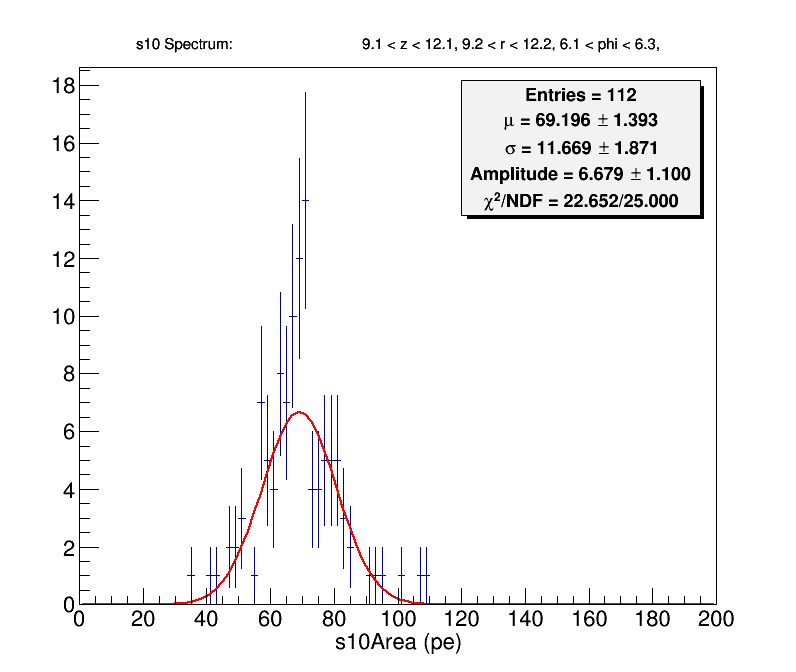 s10 Spectrum: 9.1 < z < 12.1, 9.2 < r < 12.2, 6.1 < phi < 6.3,
Entries = 112
μ = 69.196 ± 1.393
σ = 11.669 ± 1.871
Amplitude = 6.679 ± 1.100
χ²/NDF = 22.652/25.000
18
16
14
12
10
8
6
4
2
0
0 20 40 60 80 100 120 140 160 180 200
s10Area (pe)